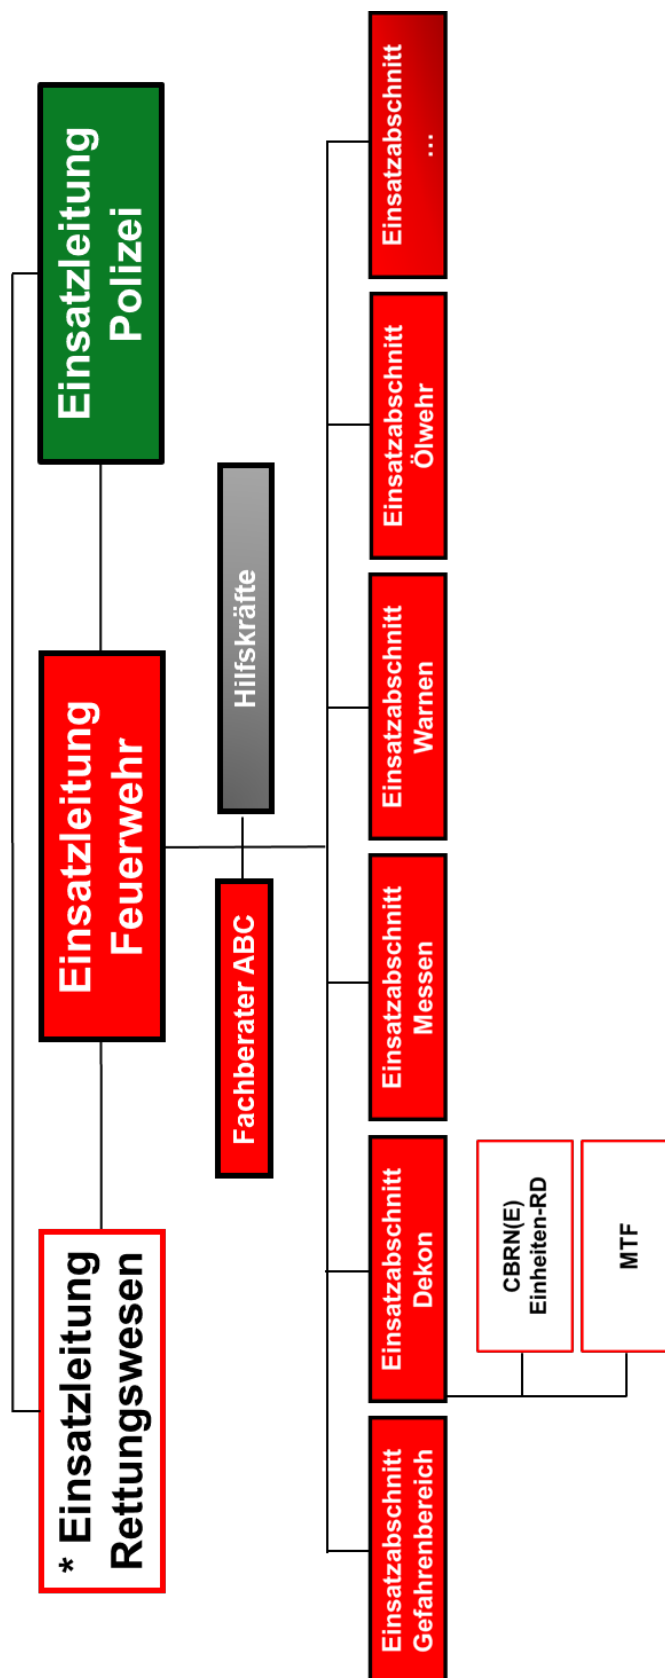 * Einsatzleitung
Rettungswesen
Einsatzleitung
Feuerwehr
Einsatzleitung
Polizei
Fachberater ABC
Hilfskräfte
Einsatzabschnitt
Gefahrenbereich
Einsatzabschnitt
Dekon
Einsatzabschnitt
Messen
Einsatzabschnitt
Warnen
Einsatzabschnitt
Ölwehr
Einsatzabschnitt
...
CBRN(E)
Einheiten-RD
MTF